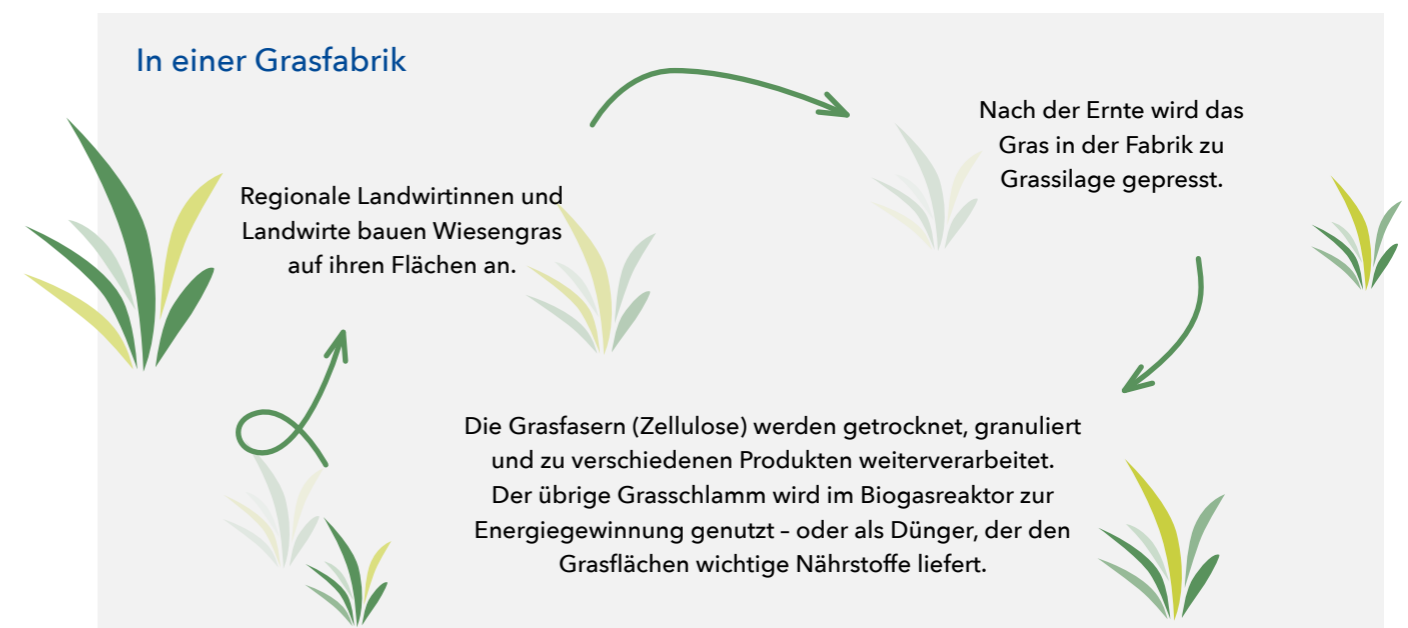 In einer Grasfabrik
Regionale Landwirtinnen und
Landwirte bauen Wiesengras
auf ihren Flächen an.
Nach der Ernte wird das
Gras in der Fabrik zu
Grassilage gepresst.
Die Grasfasern (Zellulose) werden getrocknet, granuliert
und zu verschiedenen Produkten weiterverarbeitet.
Der übrige Grasschlamm wird im Biogasreaktor zur
Energiegewinnung genutzt – oder als Dünger, der den
Grasflächen wichtige Nährstoffe liefert.